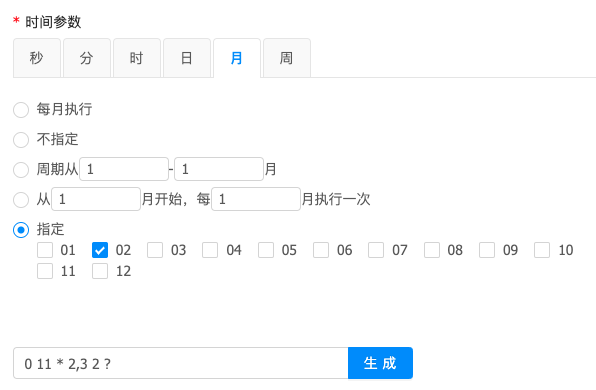 * 时间参数
秒 分 时 日 月 周
每月执行
不指定
周期从 1 - 1 月
从 1 月开始，每 1 月执行一次
指定
01 02 03 04 05 06 07 08 09 10
11 12
0 11 * 2,3 2 ? 生 成